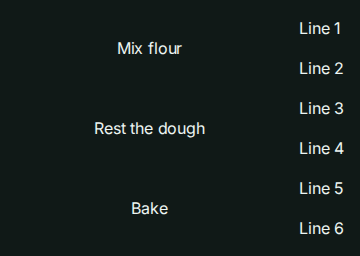 Line 1
Mix flour
Line 2
Line 3
Rest the dough
Line 4
Line 5
Bake
Line 6